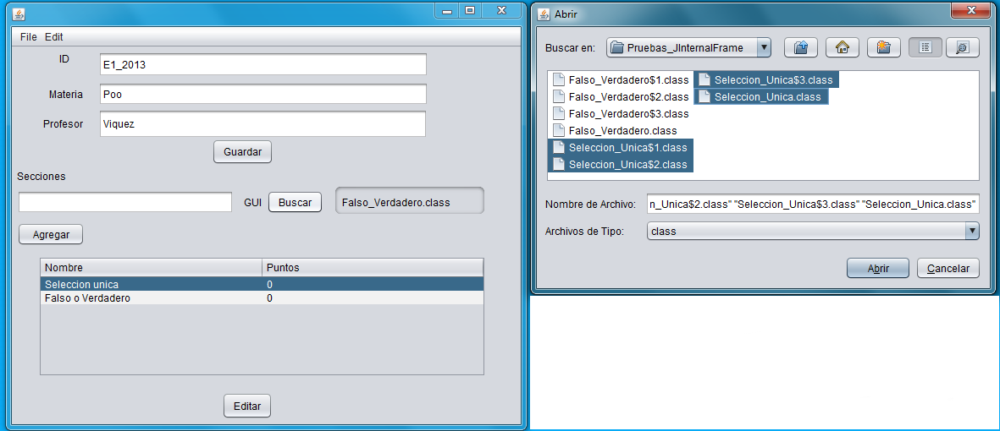 File Edit
ID E1_2013
Materia Poo
Profesor Viquez
Guardar
Secciones
GUI Buscar Falso_Verdadero.class
Agregar
Nombre Puntos
Seleccion unica 0
Falso o Verdadero 0
Editar
Abrir
Buscar en: Pruebas_JInternalFrame
Falso_Verdadero$1.class Seleccion_Unica$3.class
Falso_Verdadero$2.class Seleccion_Unica.class
Falso_Verdadero$3.class
Falso_Verdadero.class
Seleccion_Unica$1.class
Seleccion_Unica$2.class
Nombre de Archivo: n_Unica$2.class" "Seleccion_Unica$3.class" "Seleccion_Unica.class"
Archivos de Tipo: class
Abrir Cancelar